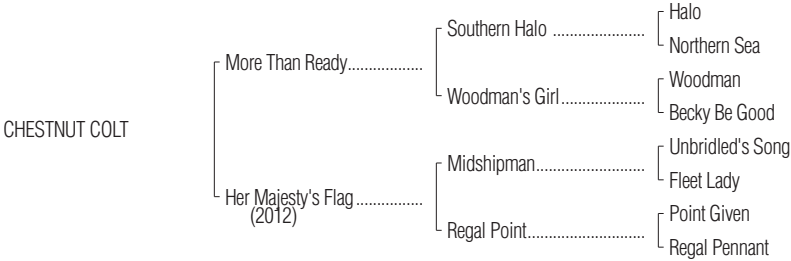 Halo
Southern Halo ......................
Northern Sea
More Than Ready..................
Woodman
Woodman's Girl....................
Becky Be Good
CHESTNUT COLT
Unbridled's Song
Midshipman..........................
Fleet Lady
Her Majesty's Flag ................
(2012)
Point Given
Regal Point............................
Regal Pennant